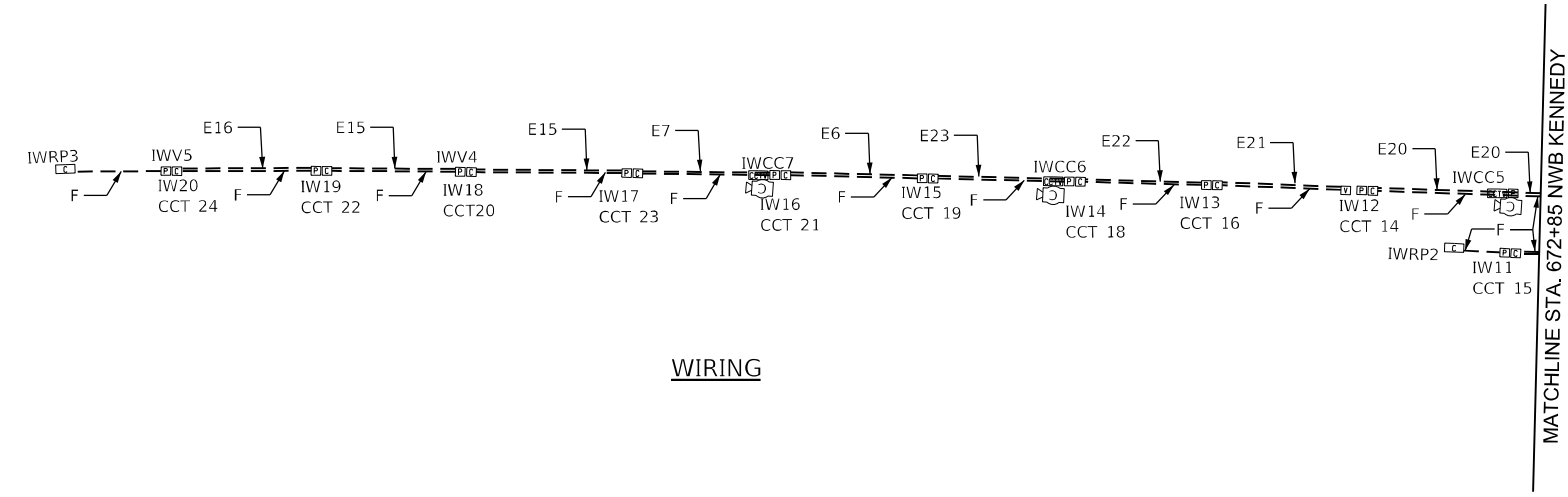 E16
E15
E15
E7
E6
E23
E22
E21
E20
E20
IWRP3
C
F
IWV5
P C
IW20
CCT 24
F
P C
IW19
CCT 22
F
IWV4
P C
IW18
CCT20
F
P C
IW17
CCT 23
F
IWCC7
P C
IW16
CCT 21
F
P C
IW15
CCT 19
F
IWCC6
P C
IW14
CCT 18
F
P C
IW13
CCT 16
F
V P C
IW12
CCT 14
F
IWCC5
F
IWRP2
C
P C
IW11
CCT 15
WIRING
MATCHLINE STA. 672+85 NWB KENNEDY